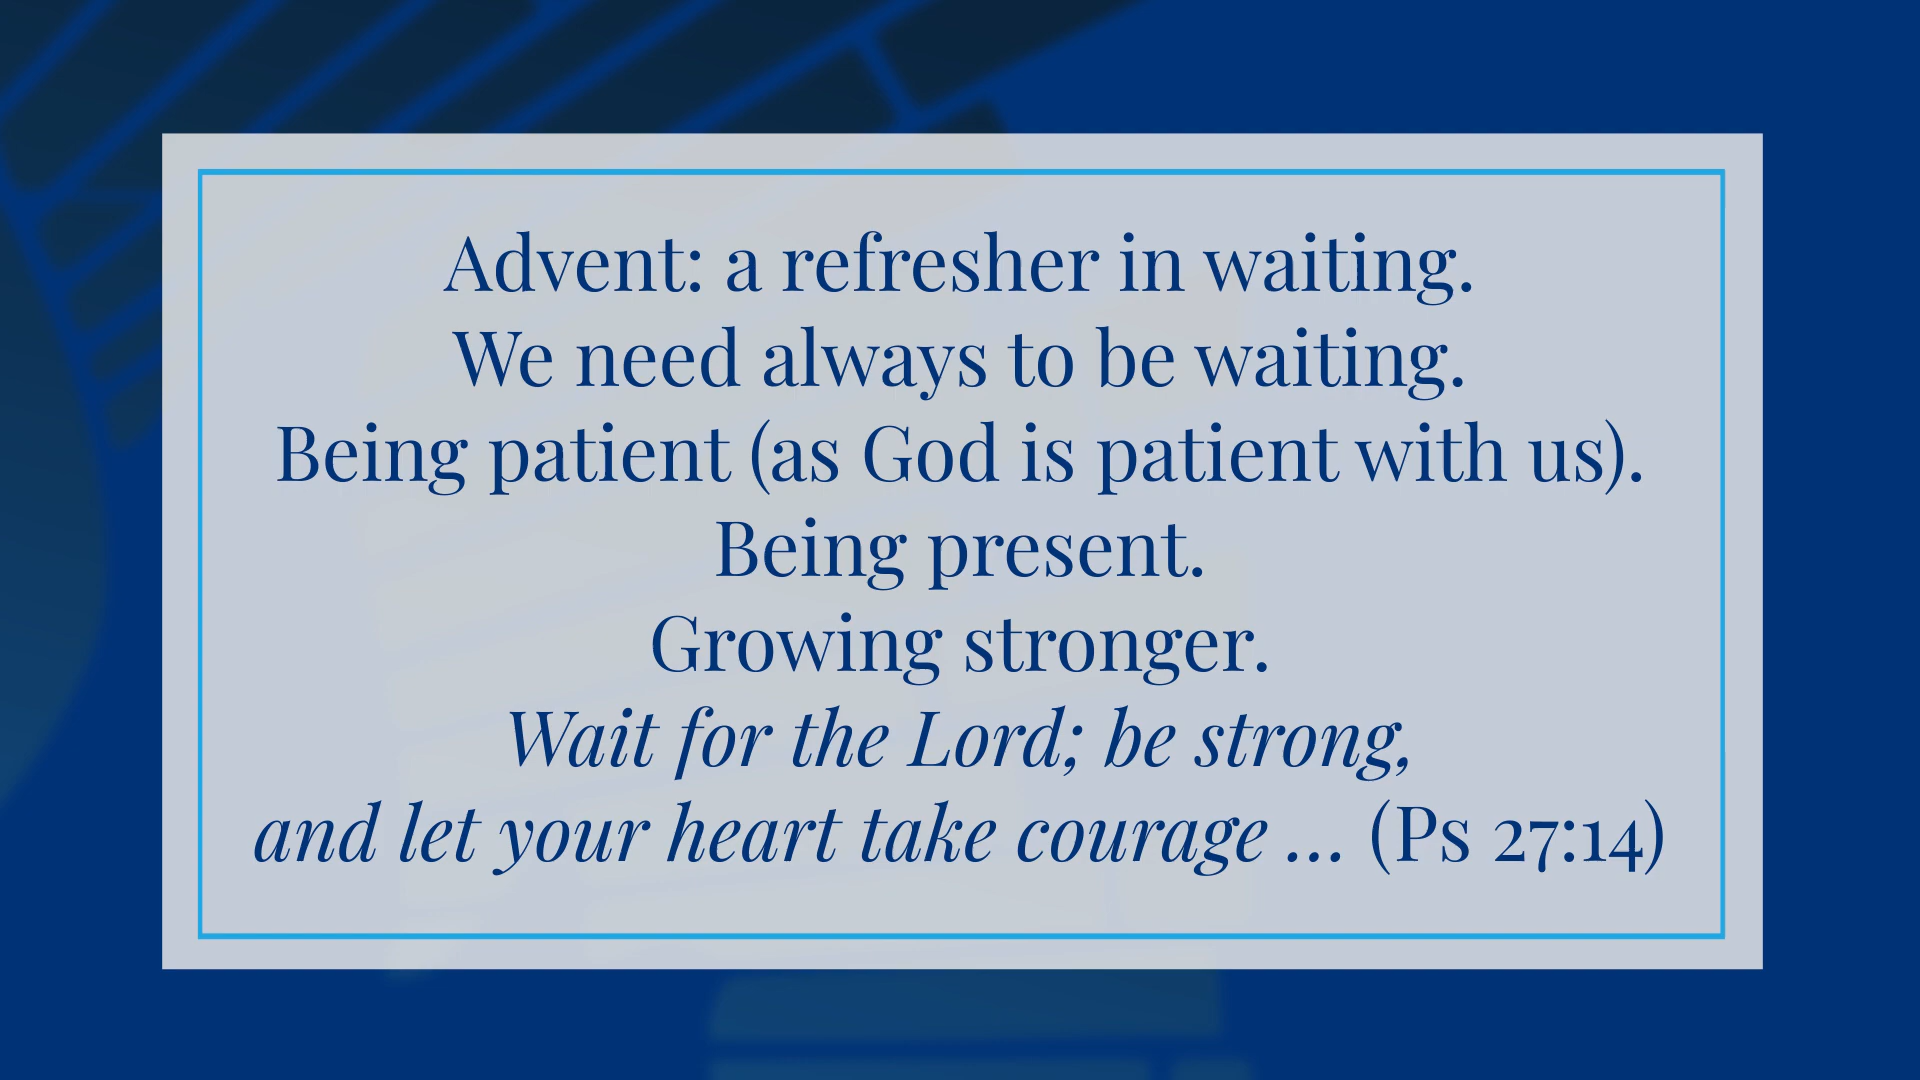 Advent: a refresher in waiting.
We need always to be waiting.
Being patient (as God is patient with us).
Being present.
Growing stronger.
Wait for the Lord; be strong,
and let your heart take courage ... (Ps 27:14)